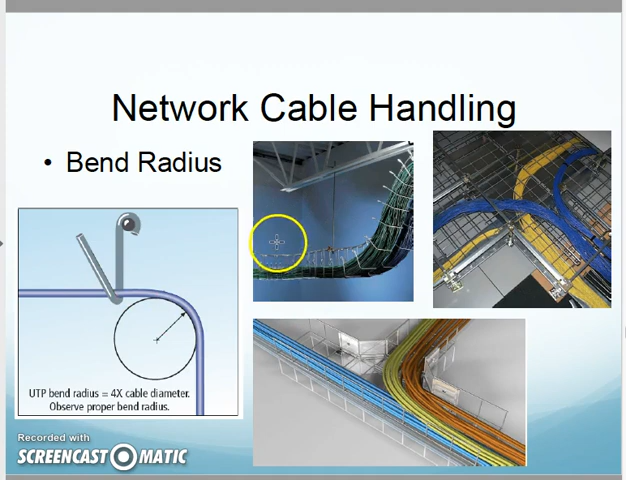 Network Cable Handling
• Bend Radius
UTP bend radius = 4X cable diameter.
Observe proper bend radius.
Recorded with
SCREENCAST MATIC